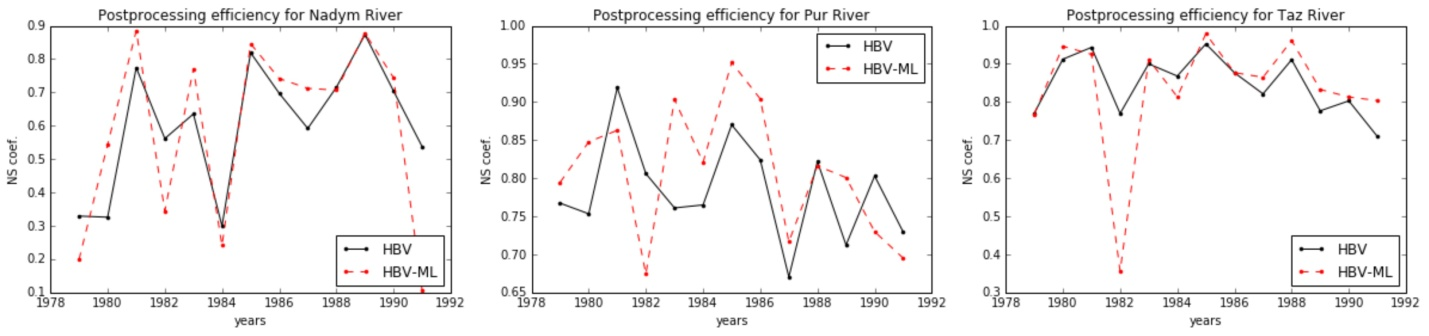 Postprocessing efficiency for Nadym River
0.9
0.8
0.7
0.6
0.5
0.4
0.3
0.2
0.1
NS coef.
1978 1980 1982 1984 1986 1988 1990 1992
years
HBV
HBV-ML
Postprocessing efficiency for Pur River
1.00
0.95
0.90
0.85
0.80
0.75
0.70
0.65
NS coef.
1978 1980 1982 1984 1986 1988 1990 1992
years
HBV
HBV-ML
Postprocessing efficiency for Taz River
1.0
0.9
0.8
0.7
0.6
0.5
0.4
0.3
NS coef.
1978 1980 1982 1984 1986 1988 1990 1992
years
HBV
HBV-ML